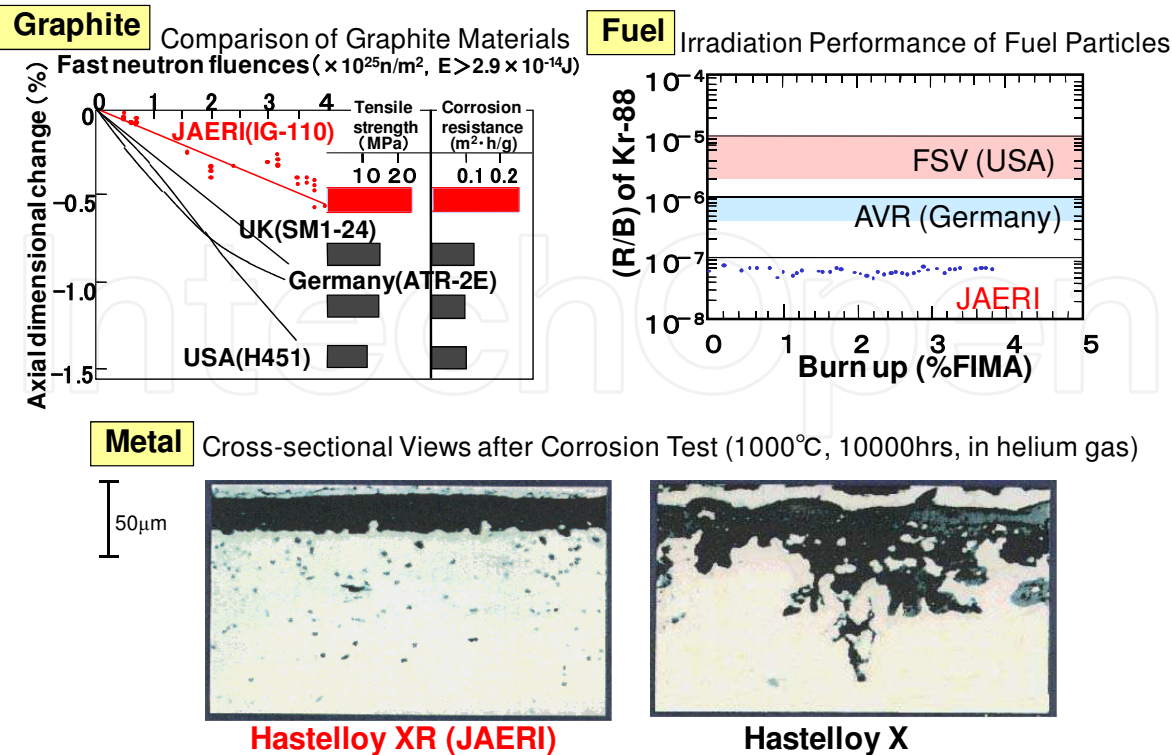 Graphite
Comparison of Graphite Materials
Fast neutron fluences (×10²⁵n/m², E>2.9×10⁻¹⁴J)
Axial dimensional change (%)
0 1 2 3 4
0
−0.5
−1.0
−1.5
JAERI(IG-110)
UK(SM1-24)
Germany(ATR-2E)
USA(H451)
Tensile
strength
(MPa)
10 20
Corrosion
resistance
(m²·h/g)
0.1 0.2
Fuel
Irradiation Performance of Fuel Particles
(R/B) of Kr-88
10⁻⁴
10⁻⁵
10⁻⁶
10⁻⁷
10⁻⁸
FSV (USA)
AVR (Germany)
JAERI
0 1 2 3 4 5
Burn up (%FIMA)
IntechOpen
Metal
Cross-sectional Views after Corrosion Test (1000℃, 10000hrs, in helium gas)
50μm
Hastelloy XR (JAERI)
Hastelloy X